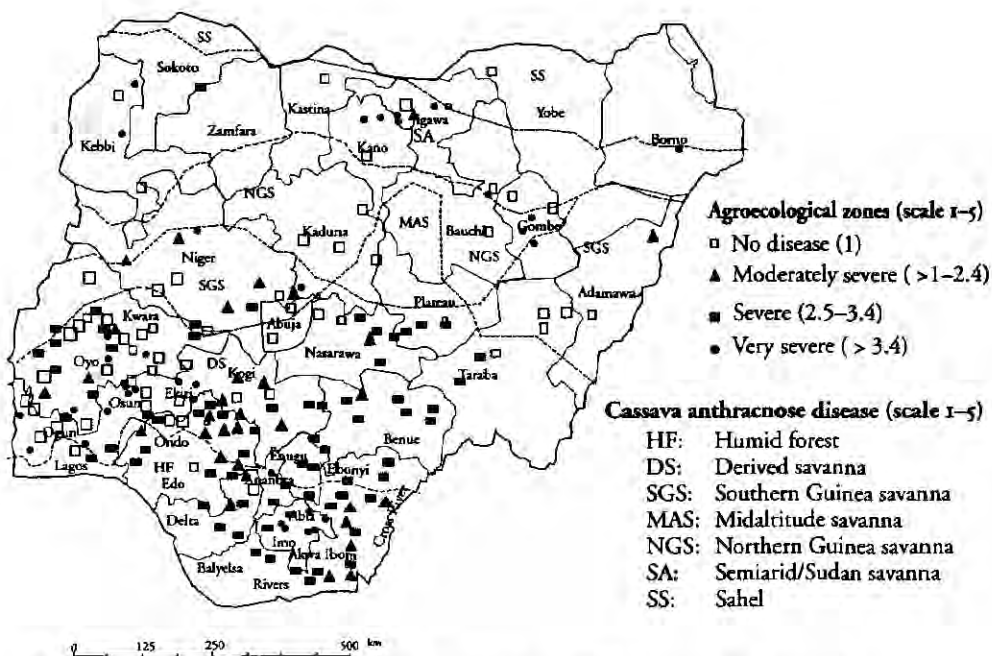 SS
Sokoto
SS
Kastina
Jigawa
Yobe
Zamfara
SA
Kebbi
Kano
Borno
NGS
MAS
Bauchi
Gombe
Kaduna
NGS
SGS
Niger
SGS
Adamawa
Plateau
Kwara
Abuja
Nasarawa
Oyo
DS
Kogi
Taraba
Ekiti
Osun
Ogun
Ondo
Benue
Lagos
HF
Enugu
Ebonyi
Edo
Anambra
Delta
Abia
Cross River
Imo
Akwa Ibom
Balyelsa
Rivers
0 125 250 500 km
Agroecological zones (scale 1–5)
No disease (1)
Moderately severe ( >1–2.4)
Severe (2.5–3.4)
Very severe ( > 3.4)
Cassava anthracnose disease (scale 1–5)
HF: Humid forest
DS: Derived savanna
SGS: Southern Guinea savanna
MAS: Midaltitude savanna
NGS: Northern Guinea savanna
SA: Semiarid/Sudan savanna
SS: Sahel